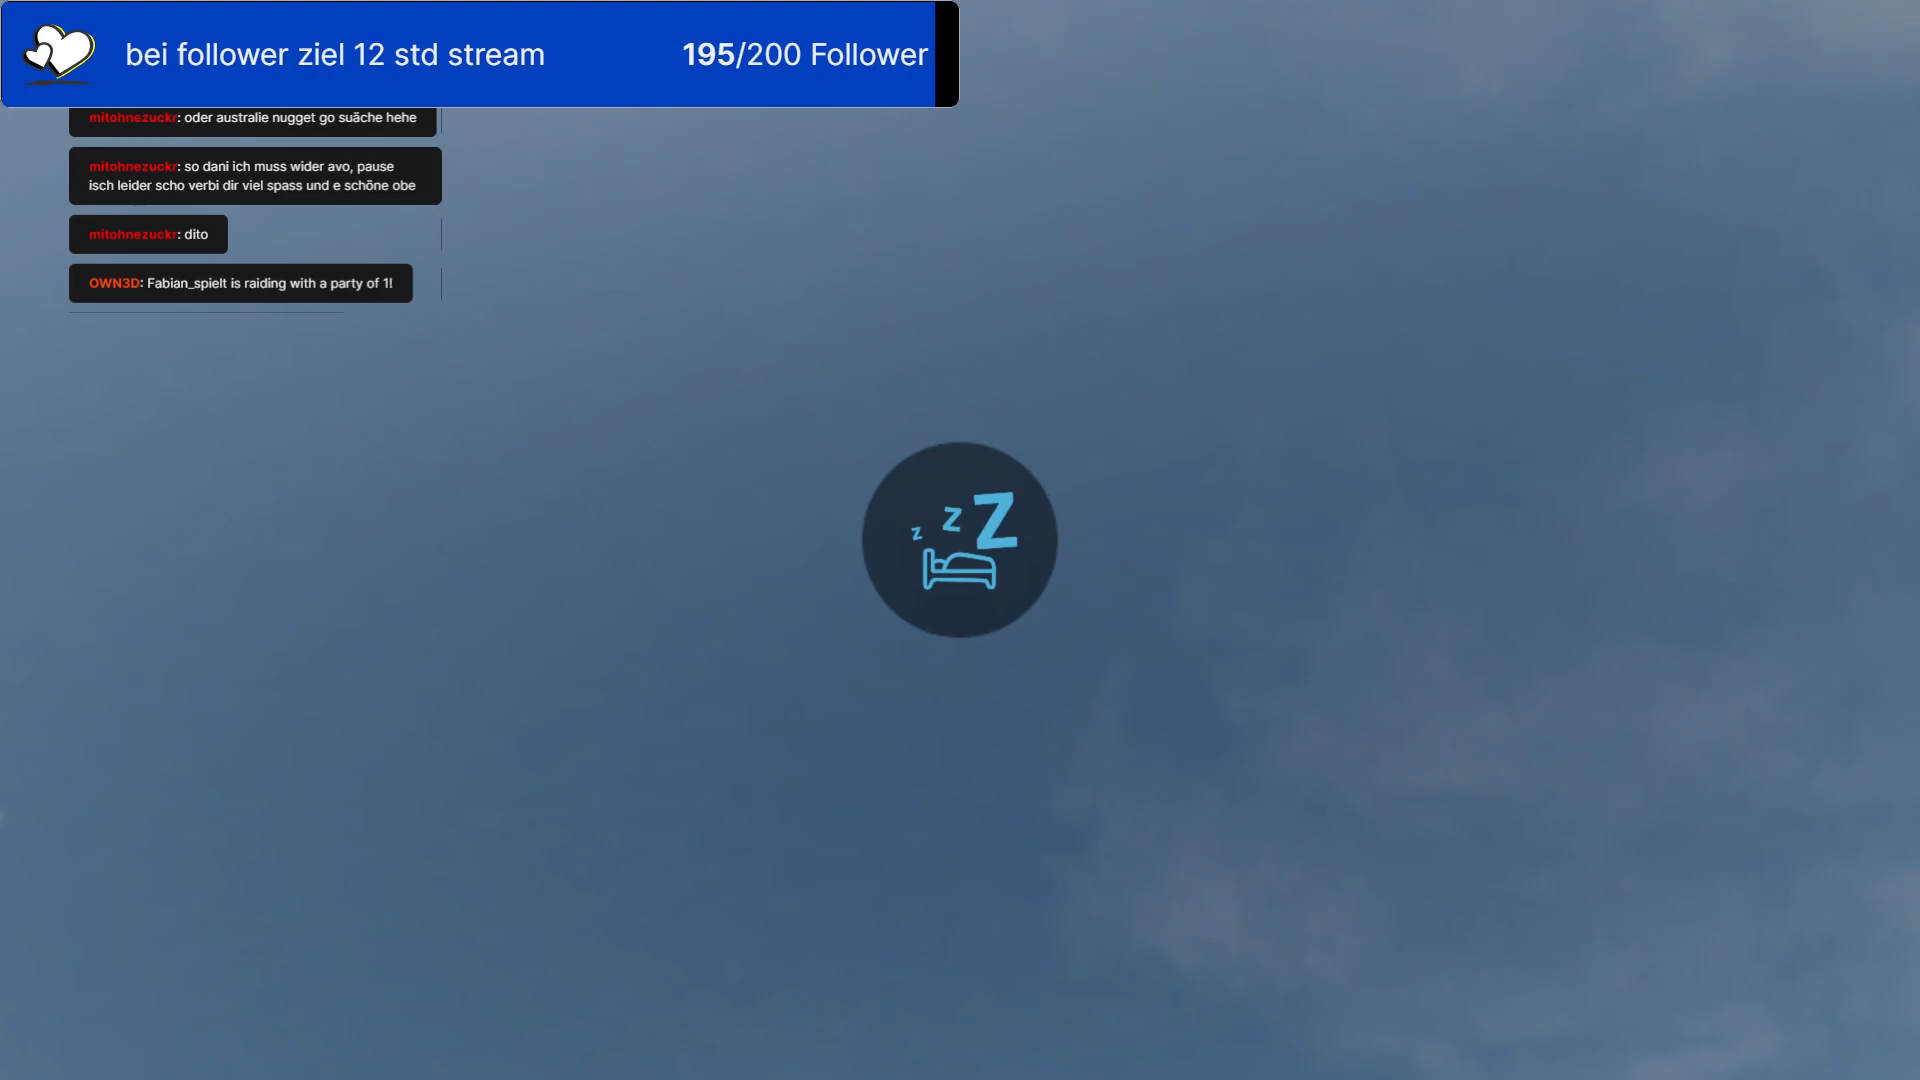 bei follower ziel 12 std stream
195/200 Follower
mitohnezuckr: oder australie nugget go suäche hehe
mitohnezuckr: so dani ich muss wider avo, pause
isch leider scho verbi dir viel spass und e schöne obe
mitohnezuckr: dito
OWN3D: Fabian_spielt is raiding with a party of 1!
z z Z